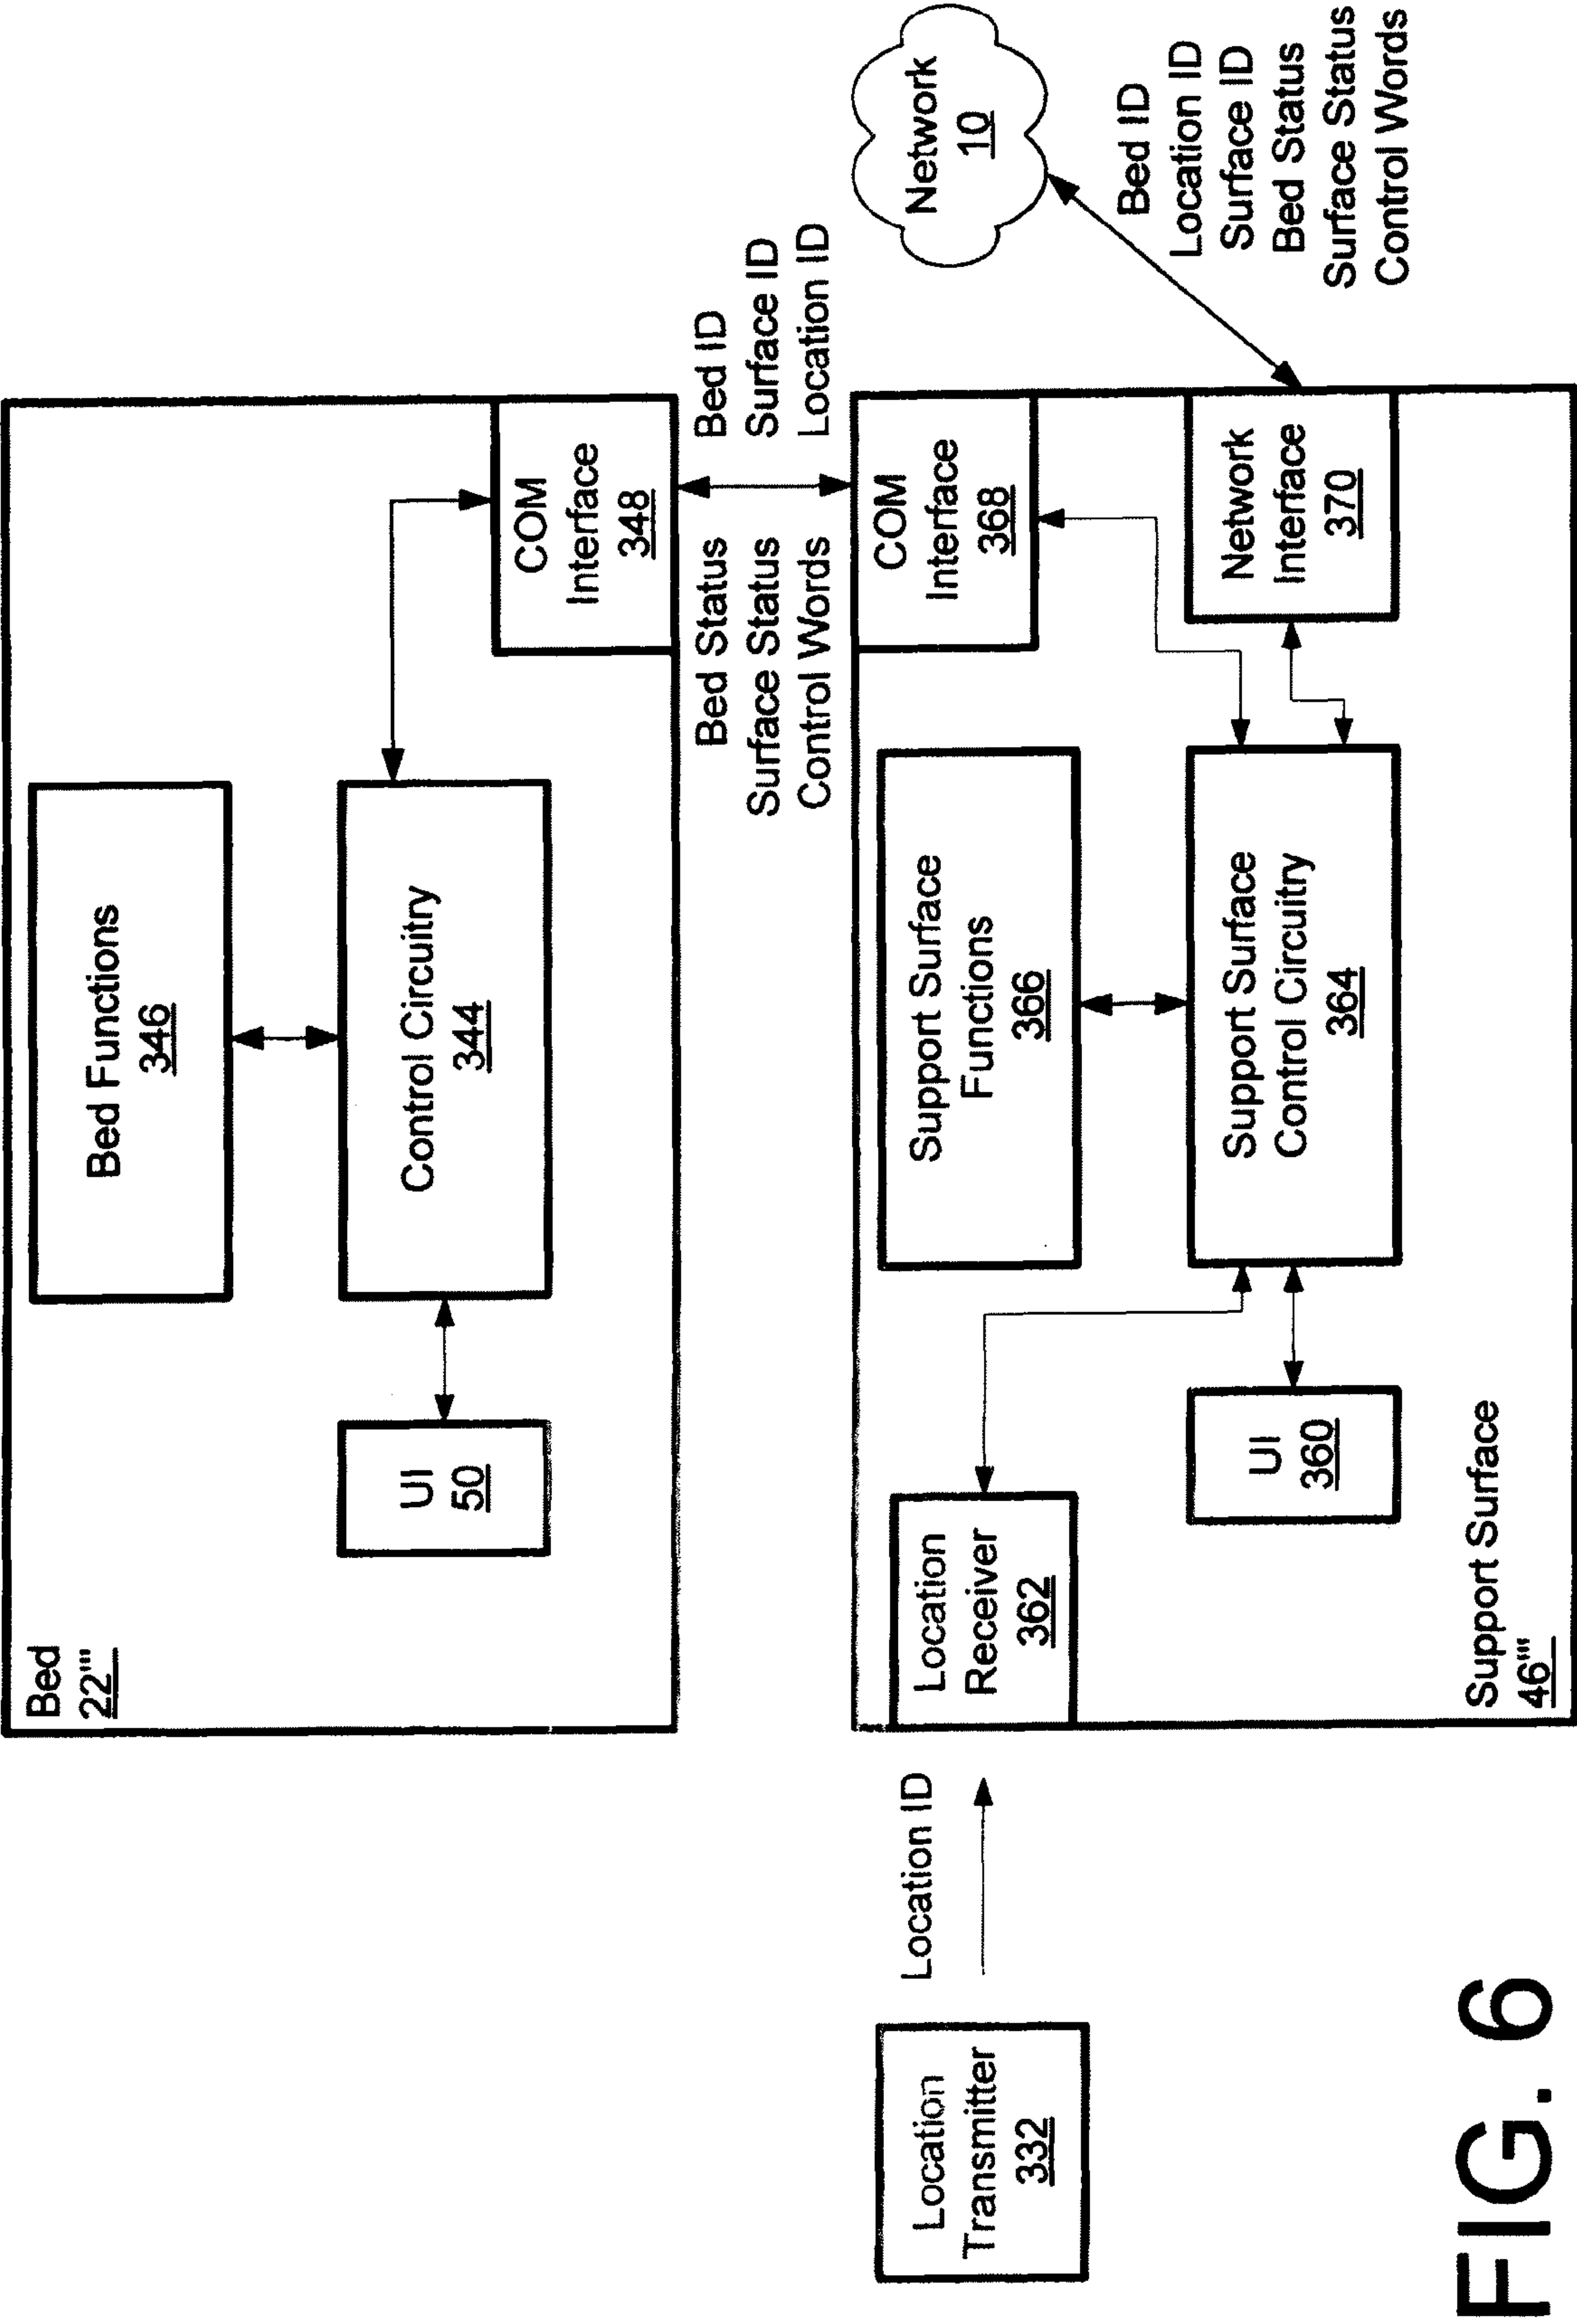 Bed
22'''
Bed Functions
346
UI
50
Control Circuitry
344
COM
Interface
348
Bed Status
Surface Status
Control Words
Bed ID
Surface ID
Location ID
Location
Transmitter
332
Location ID
Location
Receiver
362
Support Surface
Functions
366
COM
Interface
368
Network
10
UI
360
Support Surface
Control Circuitry
364
Network
Interface
370
Bed ID
Location ID
Surface ID
Bed Status
Surface Status
Control Words
Support Surface
46'''
FIG. 6